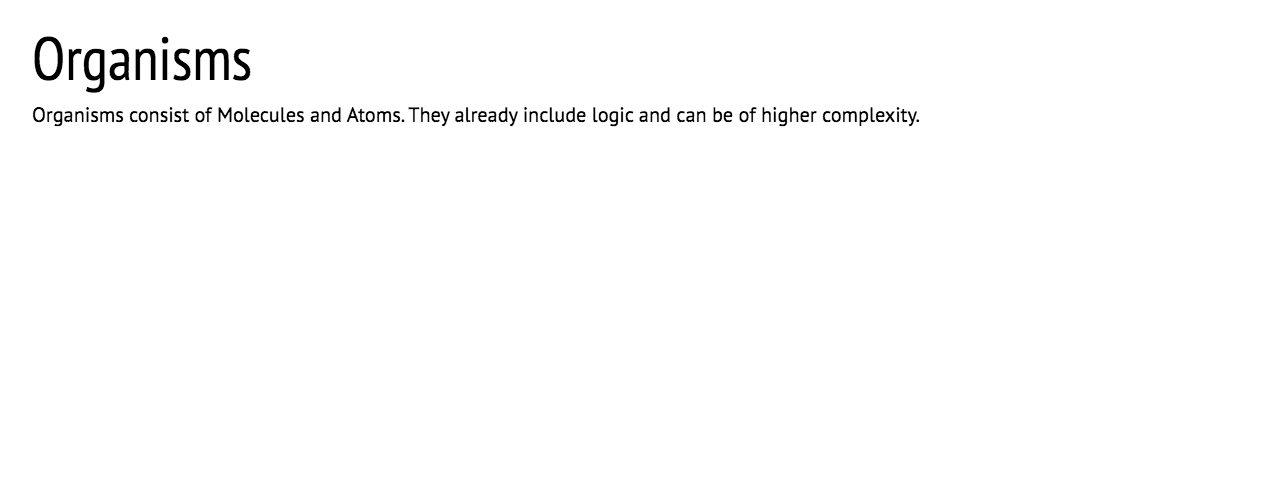 Organisms
Organisms consist of Molecules and Atoms. They already include logic and can be of higher complexity.